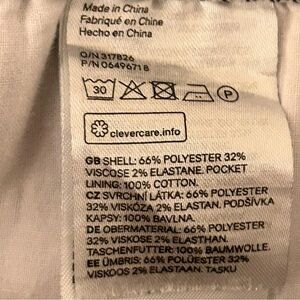 Made in China
Fabriqué en Chine
Hecho en China
O/N 317826
P/N 0649671 8
30 P
clevercare.info
GB SHELL: 66% POLYESTER 32%
VISCOSE 2% ELASTANE. POCKET
LINING: 100% COTTON.
CZ SVRCHNÍ LÁTKA: 66% POLYESTER
32% VISKÓZA 2% ELASTAN. PODŠÍVKA
KAPSY: 100% BAVLNA.
DE OBERMATERIAL: 66% POLYESTER
32% VISKOSE 2% ELASTHAN.
TASCHENFUTTER: 100% BAUMWOLLE.
EE ÜMBRIS: 66% POLÜESTER 32%
VISKOOS 2% ELASTAAN. TASKU